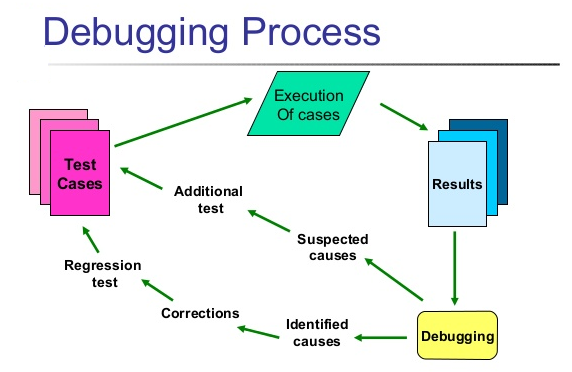 Debugging Process
Execution
Of cases
Test
Cases
Results
Additional
test
Suspected
causes
Regression
test
Corrections
Identified
causes
Debugging